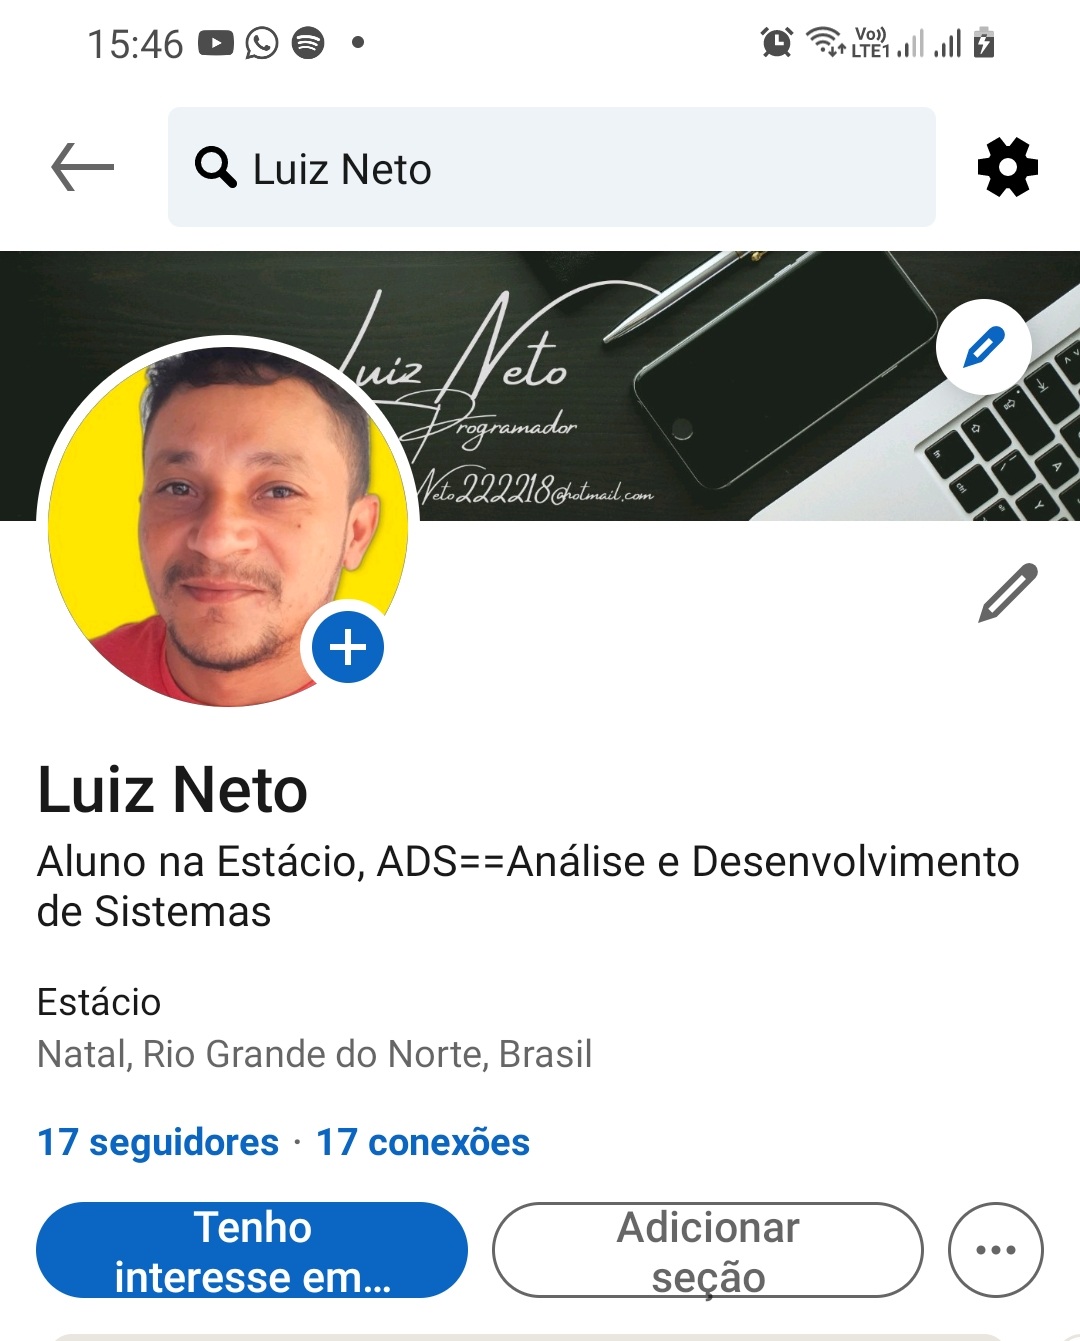 15:46
Vo))
LTE1
Luiz Neto
Luiz Neto
Programador
Neto222218@hotmail.com
Luiz Neto
Aluno na Estácio, ADS==Análise e Desenvolvimento
de Sistemas
Estácio
Natal, Rio Grande do Norte, Brasil
17 seguidores · 17 conexões
Tenho
interesse em...
Adicionar
seção